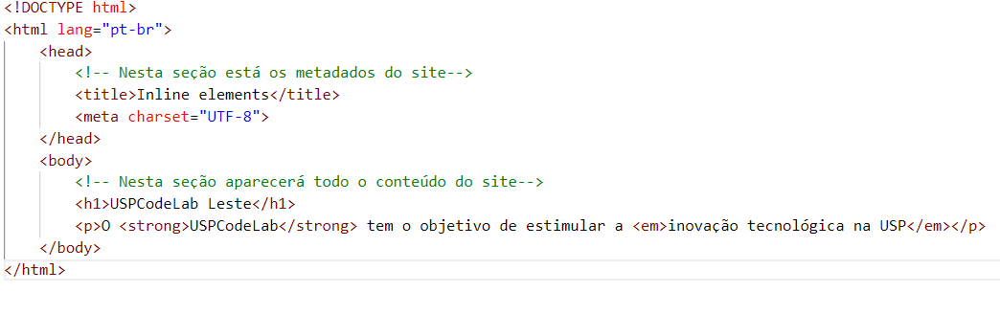 <!DOCTYPE html>
<html lang="pt-br">
    <head>
        <!-- Nesta seção está os metadados do site-->
        <title>Inline elements</title>
        <meta charset="UTF-8">
    </head>
    <body>
        <!-- Nesta seção aparecerá todo o conteúdo do site-->
        <h1>USPCodeLab Leste</h1>
        <p>O <strong>USPCodeLab</strong> tem o objetivo de estimular a <em>inovação tecnológica na USP</em></p>
    </body>
</html>